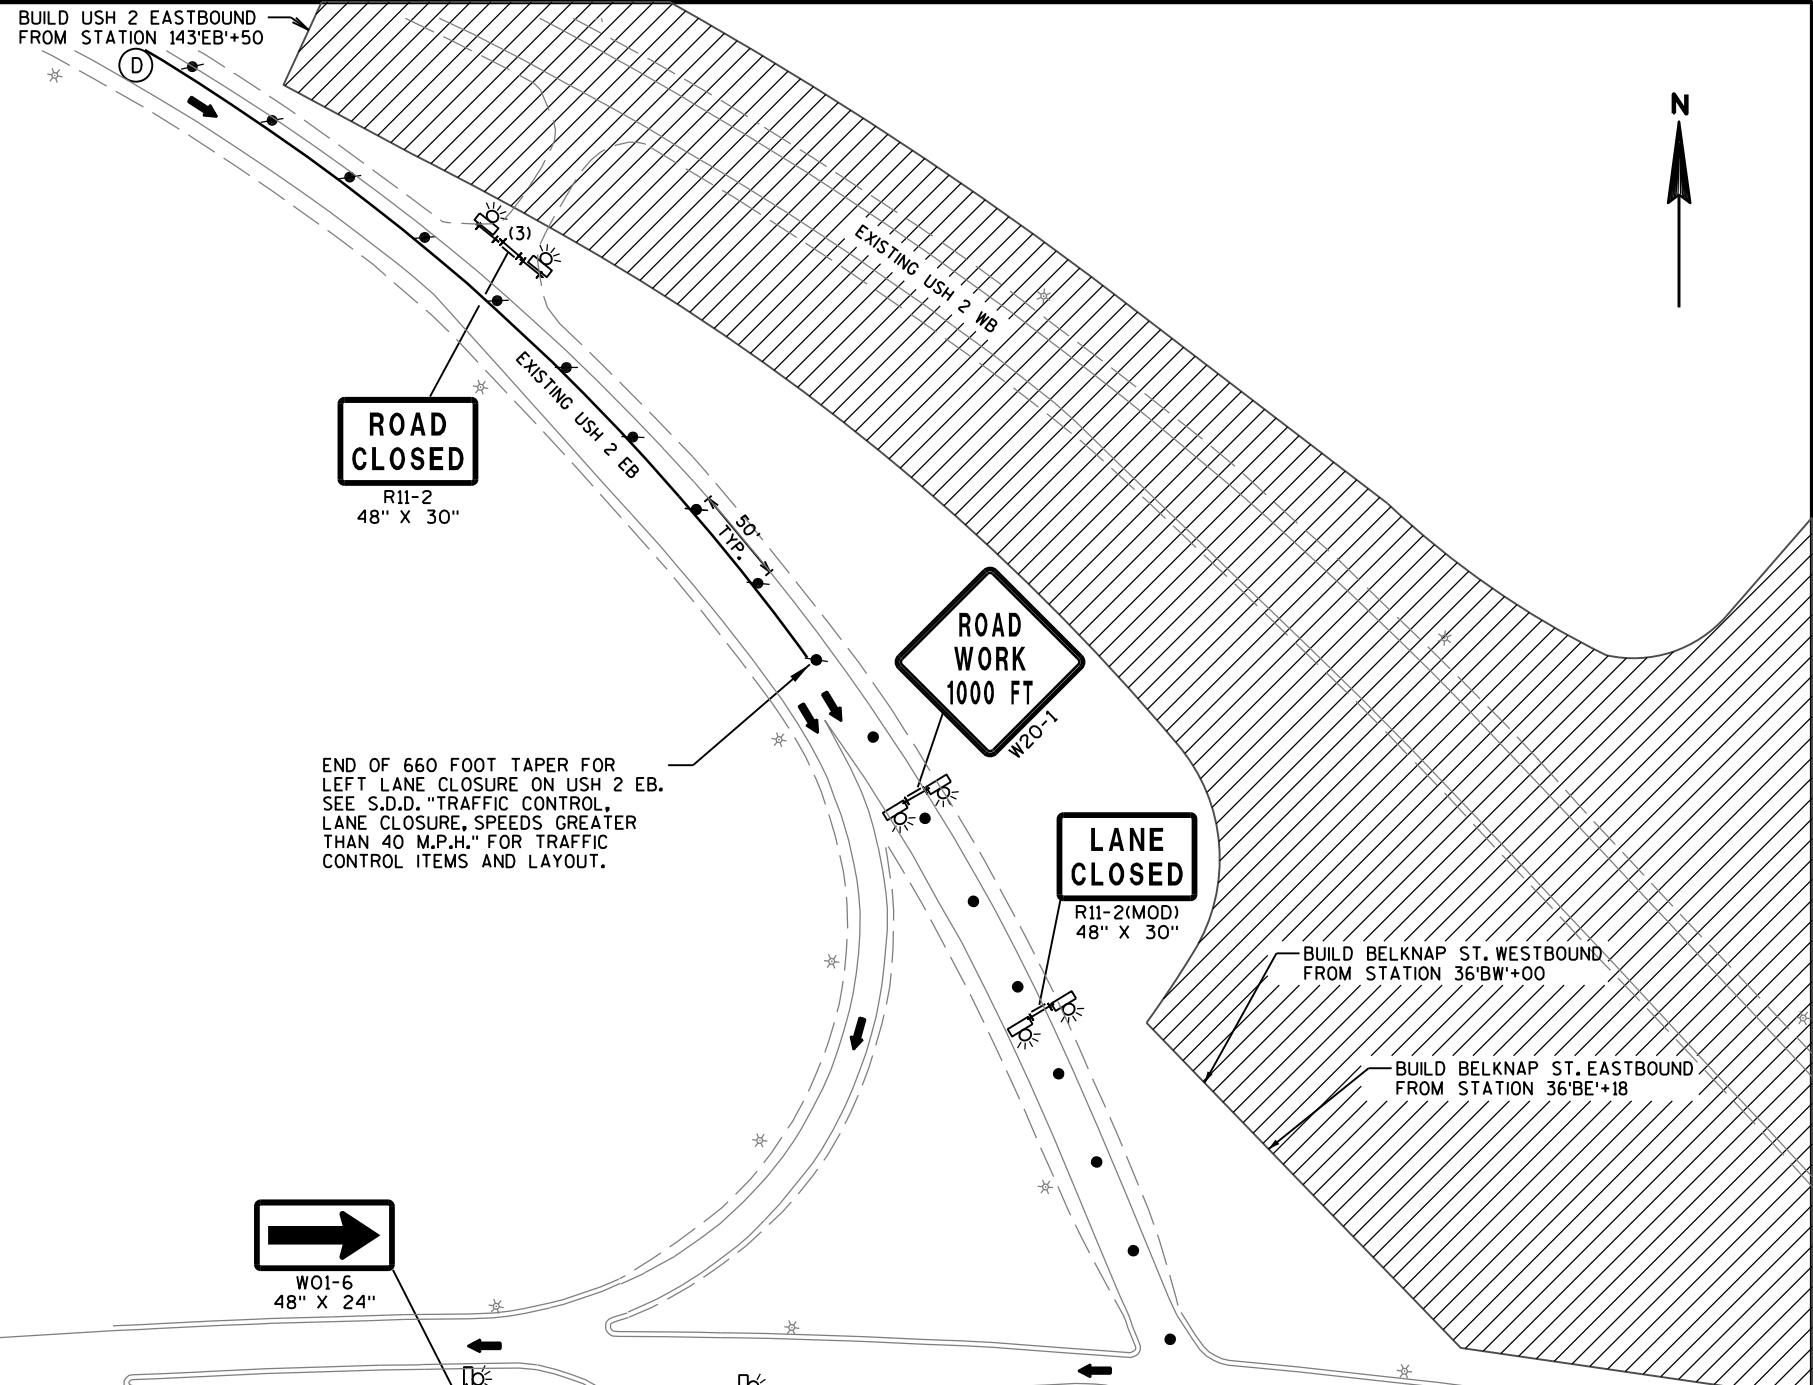 BUILD USH 2 EASTBOUND
FROM STATION 143'EB'+50
D
N
(3)
EXISTING USH 2 WB
ROAD
CLOSED
R11-2
48" X 30"
EXISTING USH 2 EB
50'
TYP.
ROAD
WORK
1000 FT
W20-1
END OF 660 FOOT TAPER FOR
LEFT LANE CLOSURE ON USH 2 EB.
SEE S.D.D. "TRAFFIC CONTROL,
LANE CLOSURE, SPEEDS GREATER
THAN 40 M.P.H." FOR TRAFFIC
CONTROL ITEMS AND LAYOUT.
LANE
CLOSED
R11-2(MOD)
48" X 30"
BUILD BELKNAP ST. WESTBOUND
FROM STATION 36'BW'+00
BUILD BELKNAP ST. EASTBOUND
FROM STATION 36'BE'+18
WO1-6
48" X 24"